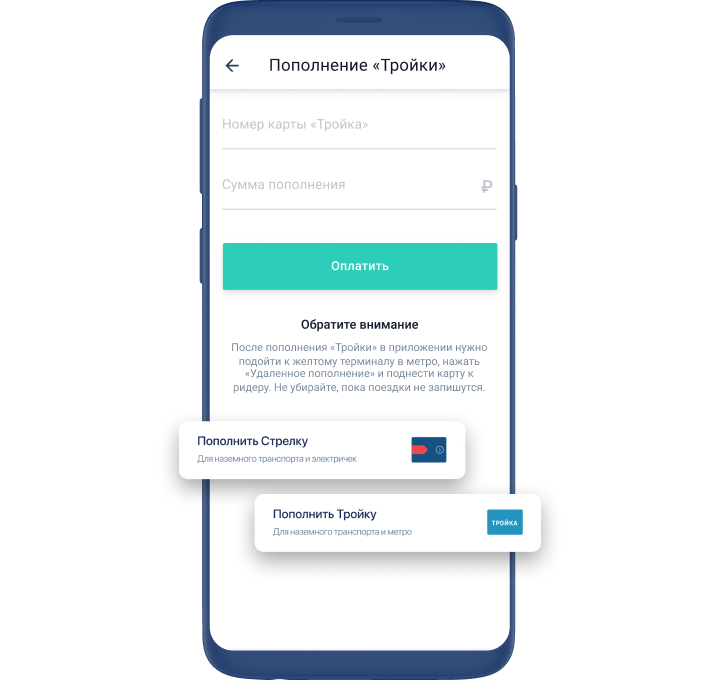 Пополнение «Тройки»
Номер карты «Тройка»
Сумма пополнения ₽
Оплатить
Обратите внимание
После пополнения «Тройки» в приложении нужно
подойти к желтому терминалу в метро, нажать
«Удаленное пополнение» и поднести карту к
ридеру. Не убирайте, пока поездки не запишутся.
Пополнить Стрелку
Для наземного транспорта и электричек
Пополнить Тройку
Для наземного транспорта и метро
ТРОЙКА